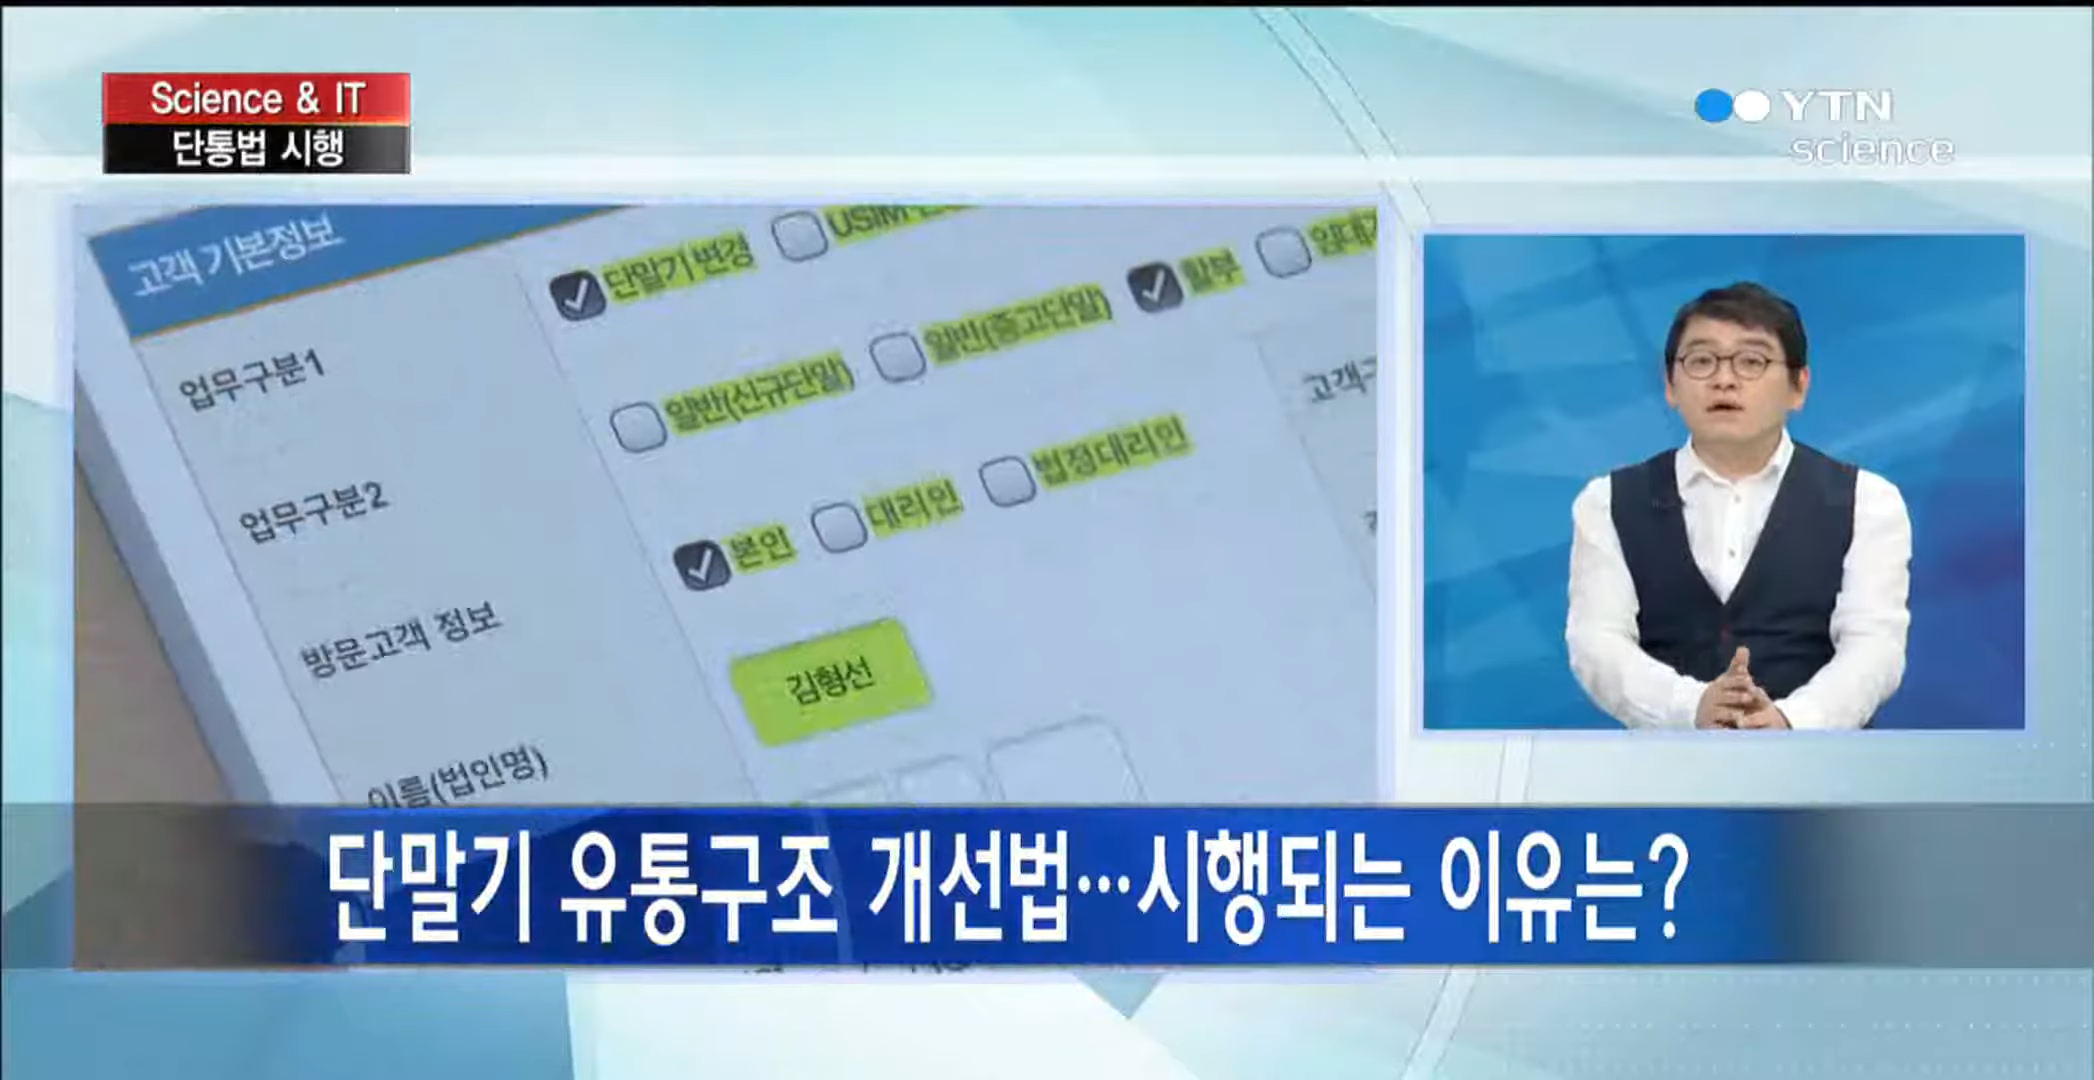 Science & IT
단통법 시행
YTN
science
고객 기본정보
업무구분1
단말기 변경
USIM
업무구분2
일반(신규단말)
일반(중고단말)
할부
방문고객 정보
본인
대리인
법정대리인
이름(법인명)
김형선
단말기 유통구조 개선법…시행되는 이유는?